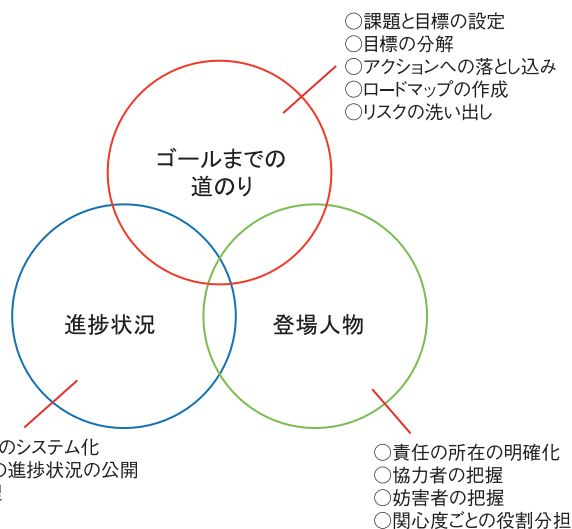 ○課題と目標の設定
○目標の分解
○アクションへの落とし込み
○ロードマップの作成
○リスクの洗い出し
ゴールまでの
道のり
進捗状況
登場人物
のシステム化
の進捗状況の公開
○責任の所在の明確化
○協力者の把握
○妨害者の把握
○関心度ごとの役割分担